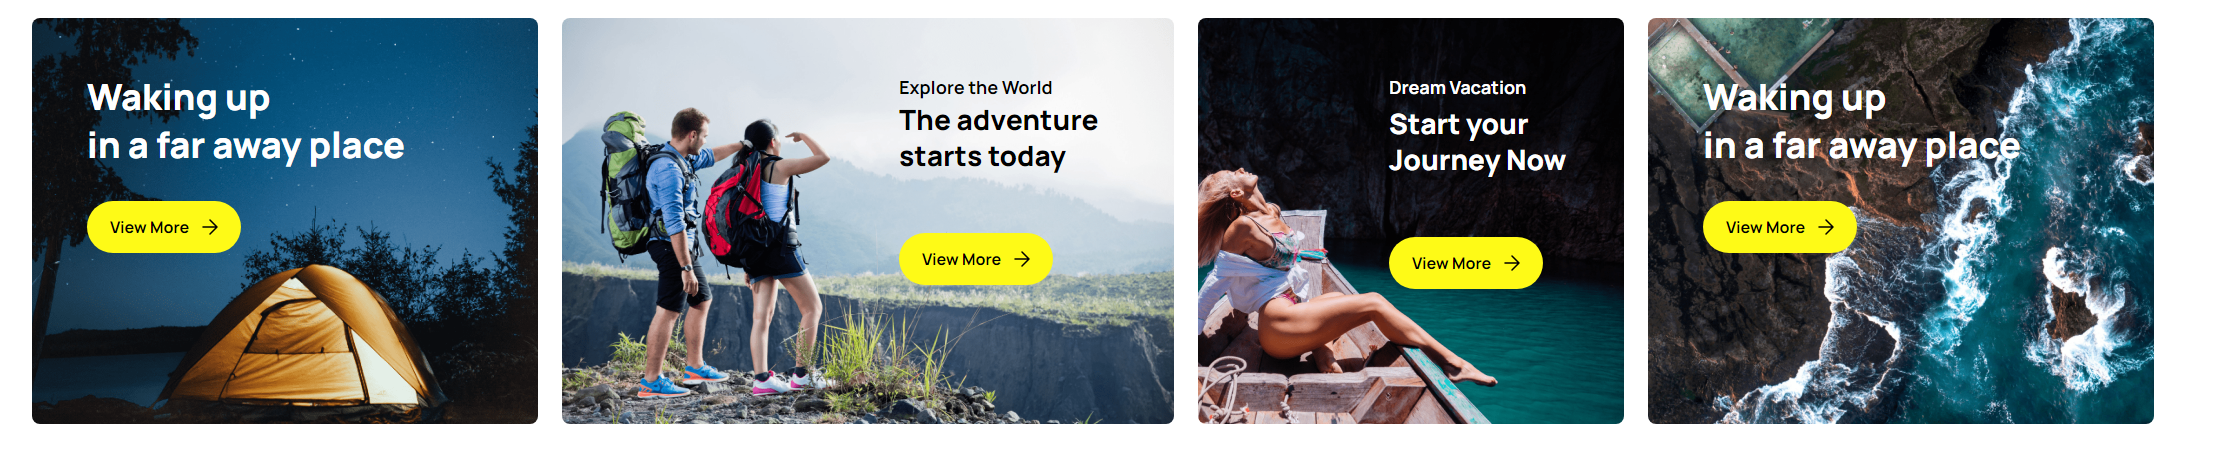 Waking up
in a far away place
View More
Explore the World
The adventure
starts today
View More
Dream Vacation
Start your
Journey Now
View More
Waking up
in a far away place
View More